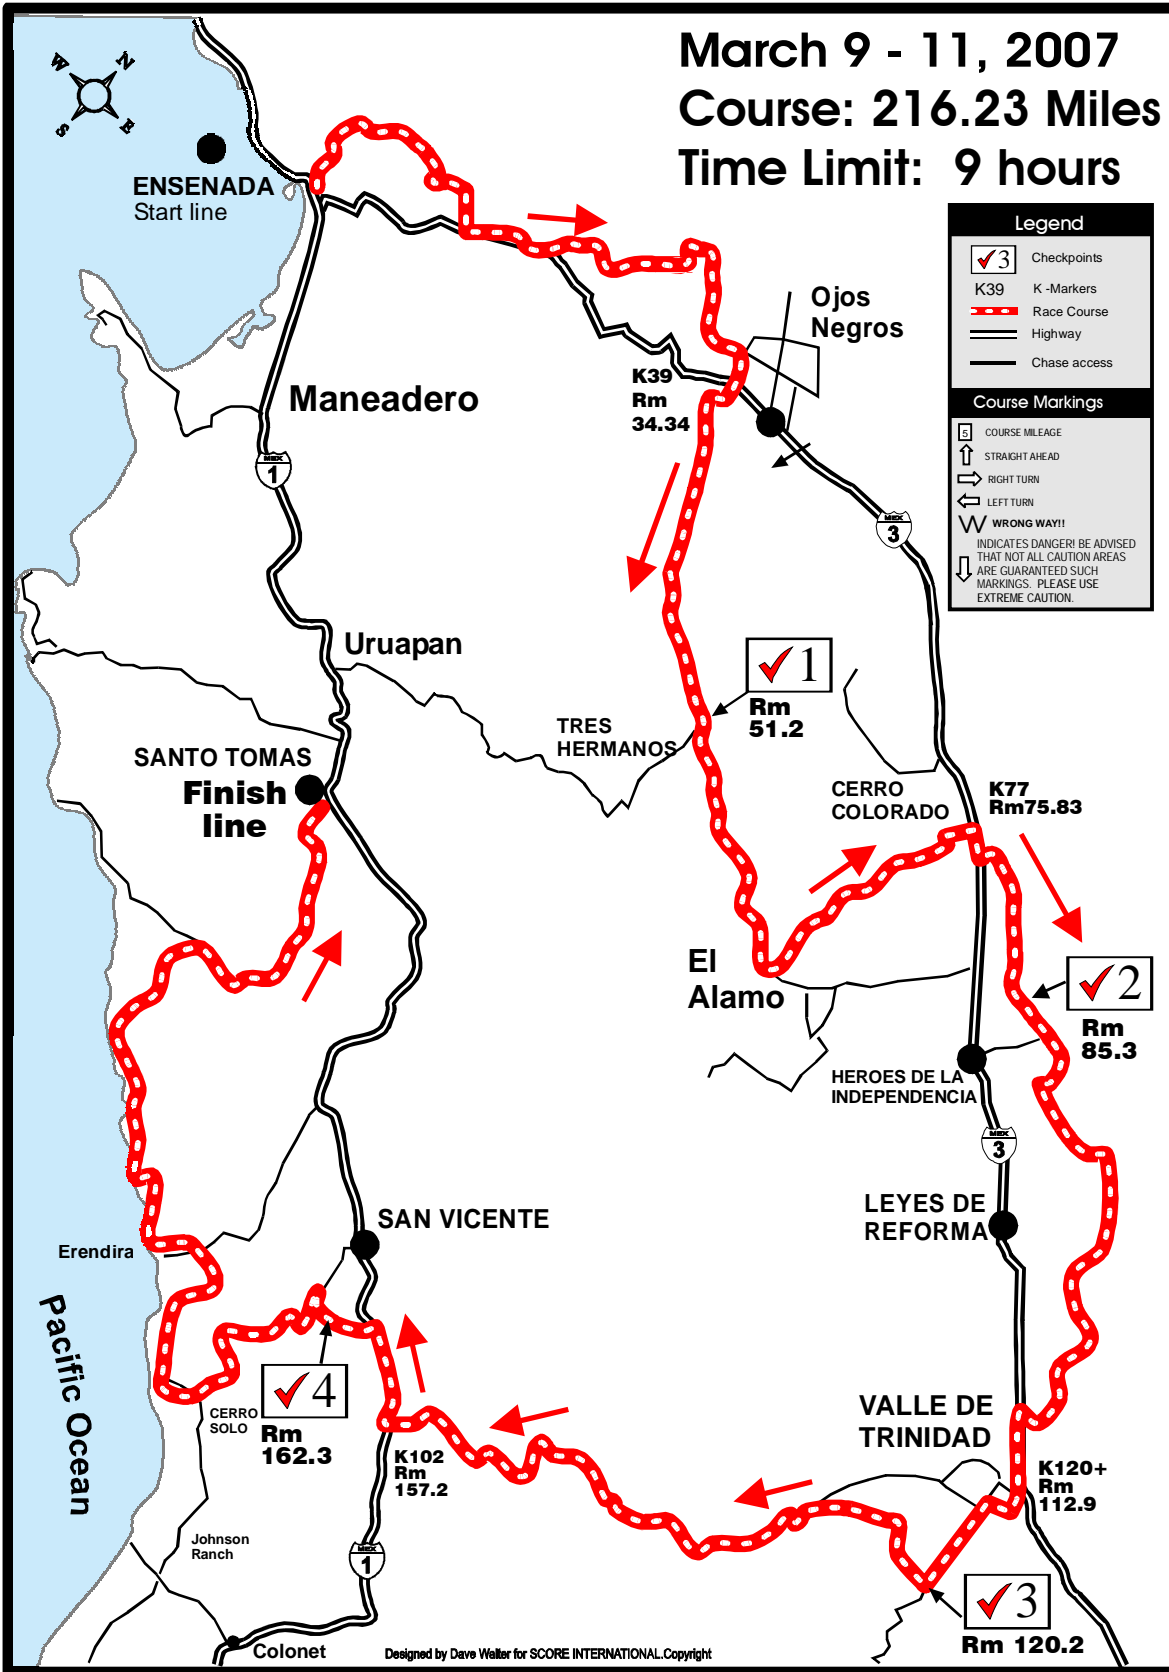 March 9 - 11, 2007
Course: 216.23 Miles
Time Limit: 9 hours
W
N
S
E
ENSENADA
Start line
Legend
3
Checkpoints
K39
K -Markers
Race Course
Highway
Chase access
Course Markings
5
COURSE MILEAGE
STRAIGHT AHEAD
RIGHT TURN
LEFT TURN
W
WRONG WAY!!
INDICATES DANGER! BE ADVISED
THAT NOT ALL CAUTION AREAS
ARE GUARANTEED SUCH
MARKINGS. PLEASE USE
EXTREME CAUTION.
Ojos
Negros
K39
Rm
34.34
Maneadero
MEX
1
MEX
3
Uruapan
1
Rm
51.2
TRES
HERMANOS
SANTO TOMAS
Finish
line
CERRO
COLORADO
K77
Rm75.83
El
Alamo
2
Rm
85.3
HEROES DE LA
INDEPENDENCIA
MEX
3
LEYES DE
REFORMA
SAN VICENTE
Erendira
Pacific Ocean
4
Rm
162.3
CERRO
SOLO
K102
Rm
157.2
VALLE DE
TRINIDAD
K120+
Rm
112.9
Johnson
Ranch
MEX
1
3
Rm 120.2
Colonet
Designed by Dave Walter for SCORE INTERNATIONAL.Copyright